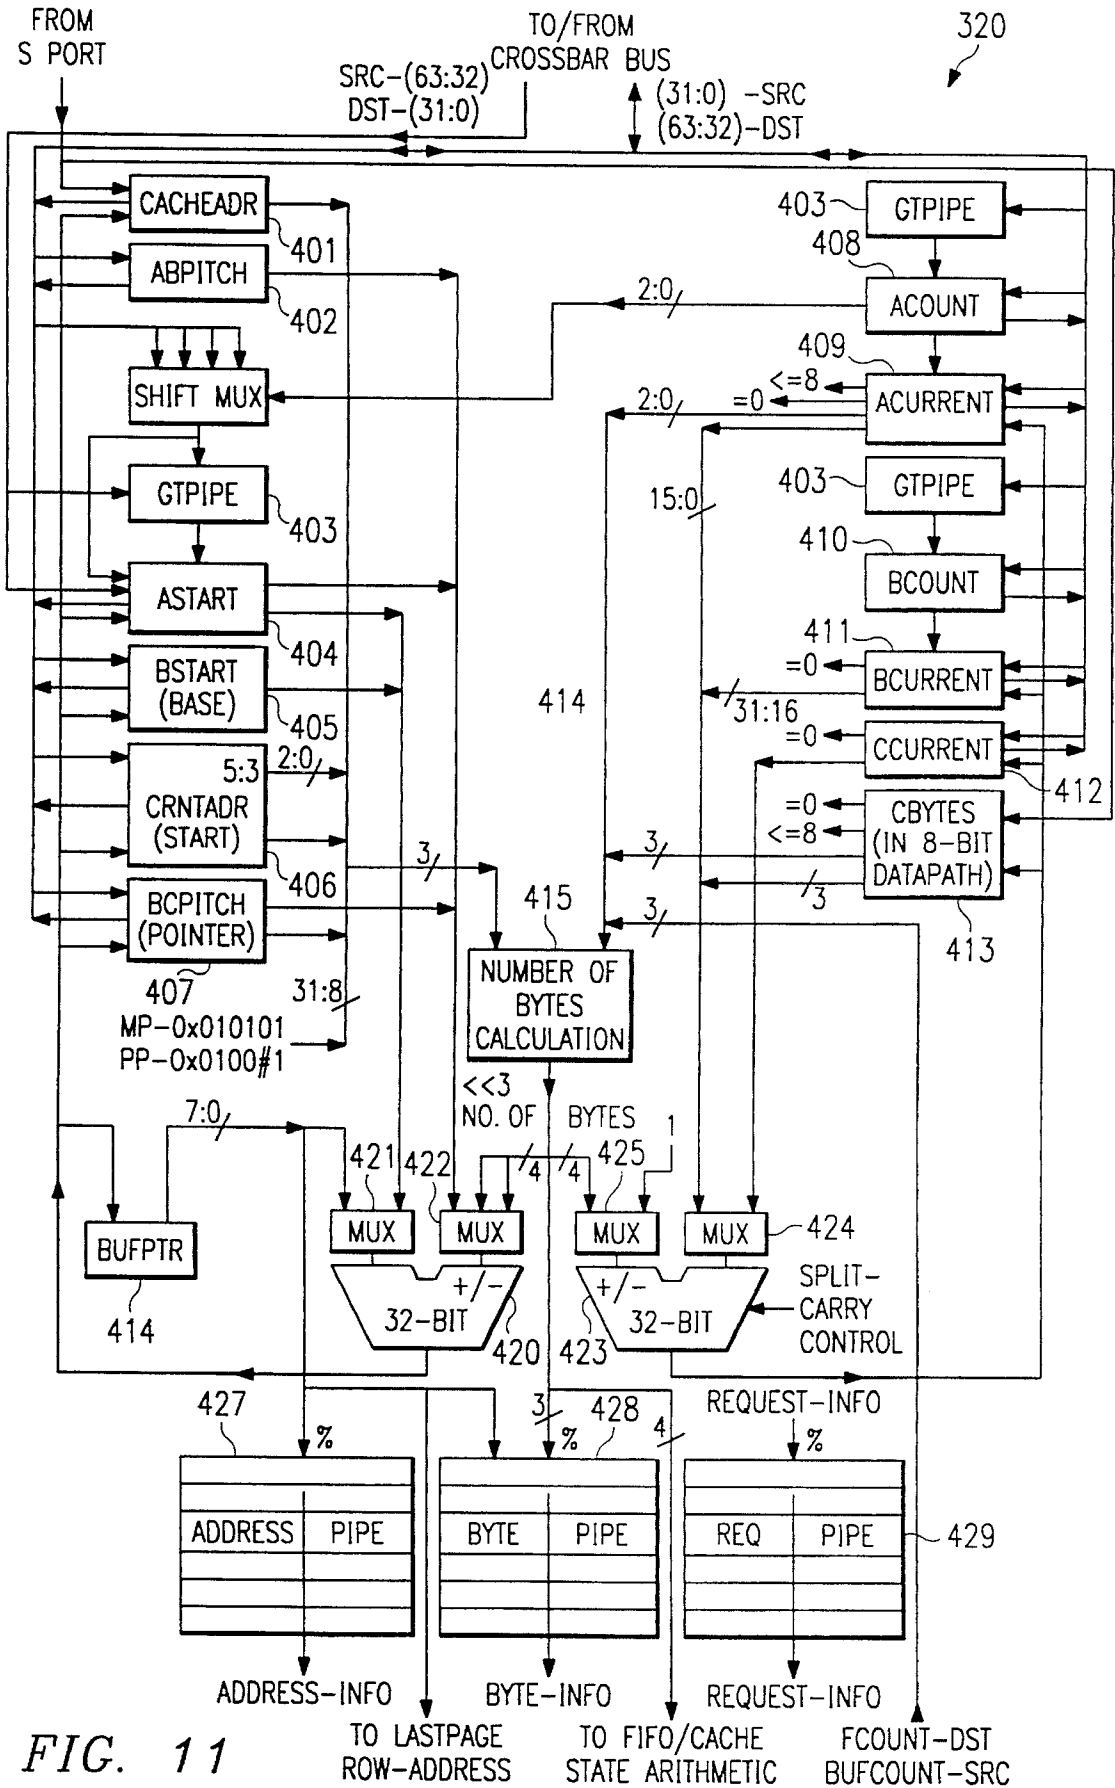 FROM
S PORT
TO/FROM
CROSSBAR BUS
320
SRC-(63:32)
DST-(31:0)
(31:0) -SRC
(63:32)-DST
CACHEADR
401
403
GTPIPE
408
ABPITCH
402
2:0
ACOUNT
409
SHIFT MUX
<=8
=0
2:0
ACURRENT
GTPIPE
403
15:0
403
GTPIPE
410
ASTART
404
BCOUNT
411
BSTART
(BASE)
405
414
=0
BCURRENT
31:16
5:3
2:0
CRNTADR
(START)
406
=0
CCURRENT
412
=0
<=8
CBYTES
(IN 8-BIT
DATAPATH)
413
3
3
3
3
BCPITCH
(POINTER)
407
415
NUMBER OF
BYTES
CALCULATION
31:8
MP-0x010101
PP-0x0100#1
<<3
NO. OF BYTES
7:0
421
422
4
4
425
1
BUFPTR
414
MUX
MUX
MUX
MUX
424
+/-
32-BIT
420
+/-
32-BIT
423
SPLIT-
CARRY
CONTROL
427
%
3
%
428
4
REQUEST-INFO
%
ADDRESS PIPE
BYTE PIPE
REQ PIPE
429
ADDRESS-INFO
BYTE-INFO
REQUEST-INFO
TO LASTPAGE
ROW-ADDRESS
TO FIFO/CACHE
STATE ARITHMETIC
FCOUNT-DST
BUFCOUNT-SRC
FIG. 11